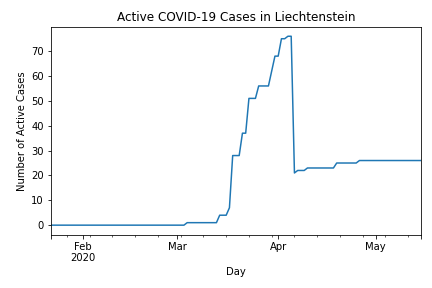 Active COVID-19 Cases in Liechtenstein
Number of Active Cases
70
60
50
40
30
20
10
0
Feb
2020
Mar
Apr
May
Day